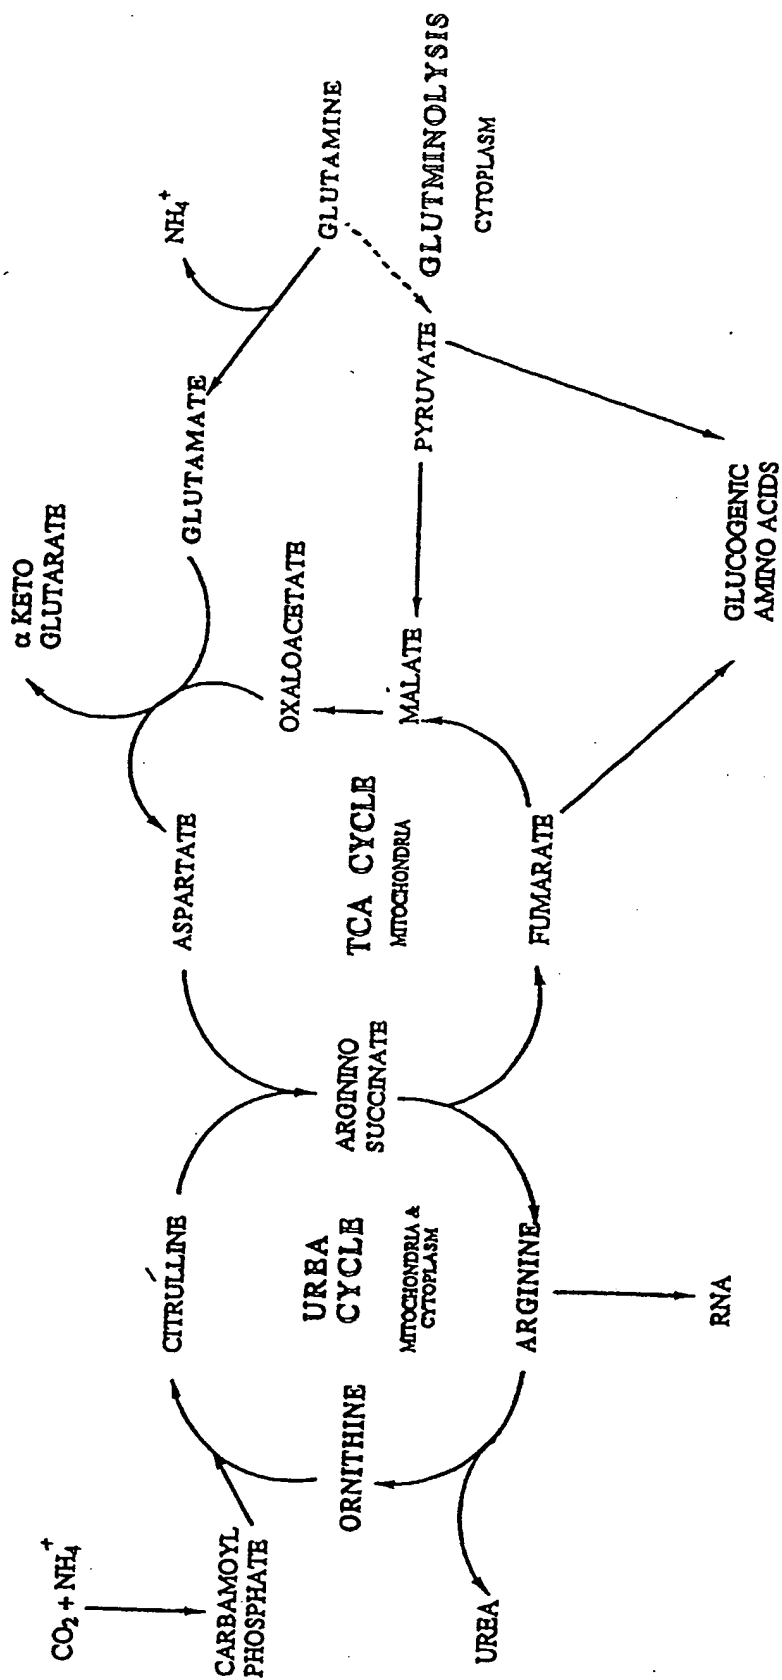 CO₂ + NH₄⁺
CARBAMOYL
PHOSPHATE
CITRULLINE
ASPARTATE
α KETO
GLUTARATE
GLUTAMATE
NH₄⁺
GLUTAMINE
ORNITHINE
UREA
CYCLE
MITOCHONDRIA &
CYTOPLASM
ARGININO
SUCCINATE
TCA CYCLE
MITOCHONDRIA
OXALOACETATE
MALATE
PYRUVATE
GLUTMINOLYSIS
CYTOPLASM
UREA
ARGININE
FUMARATE
RNA
GLUCOGENIC
AMINO ACIDS